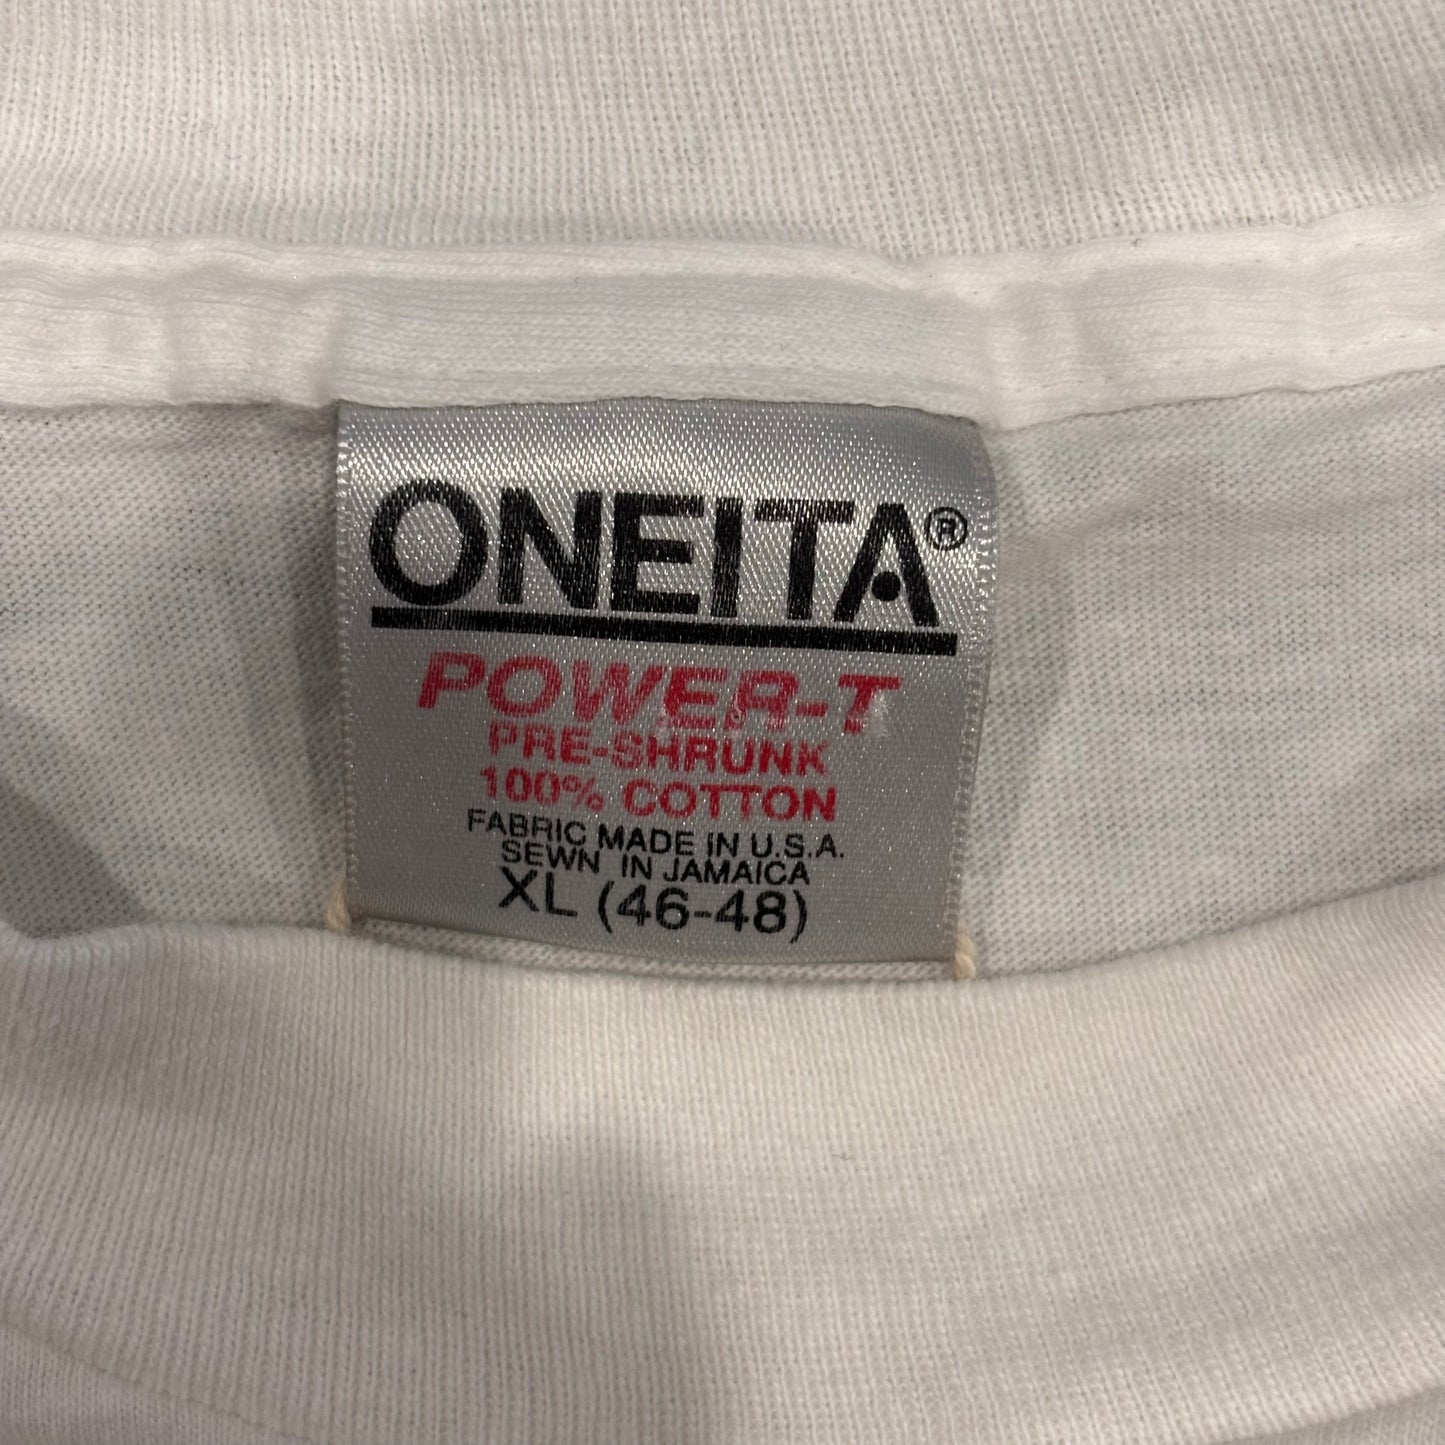 ONEITA®
POWER-T
PRE-SHRUNK
100% COTTON
FABRIC MADE IN U.S.A.
SEWN IN JAMAICA
XL (46-48)